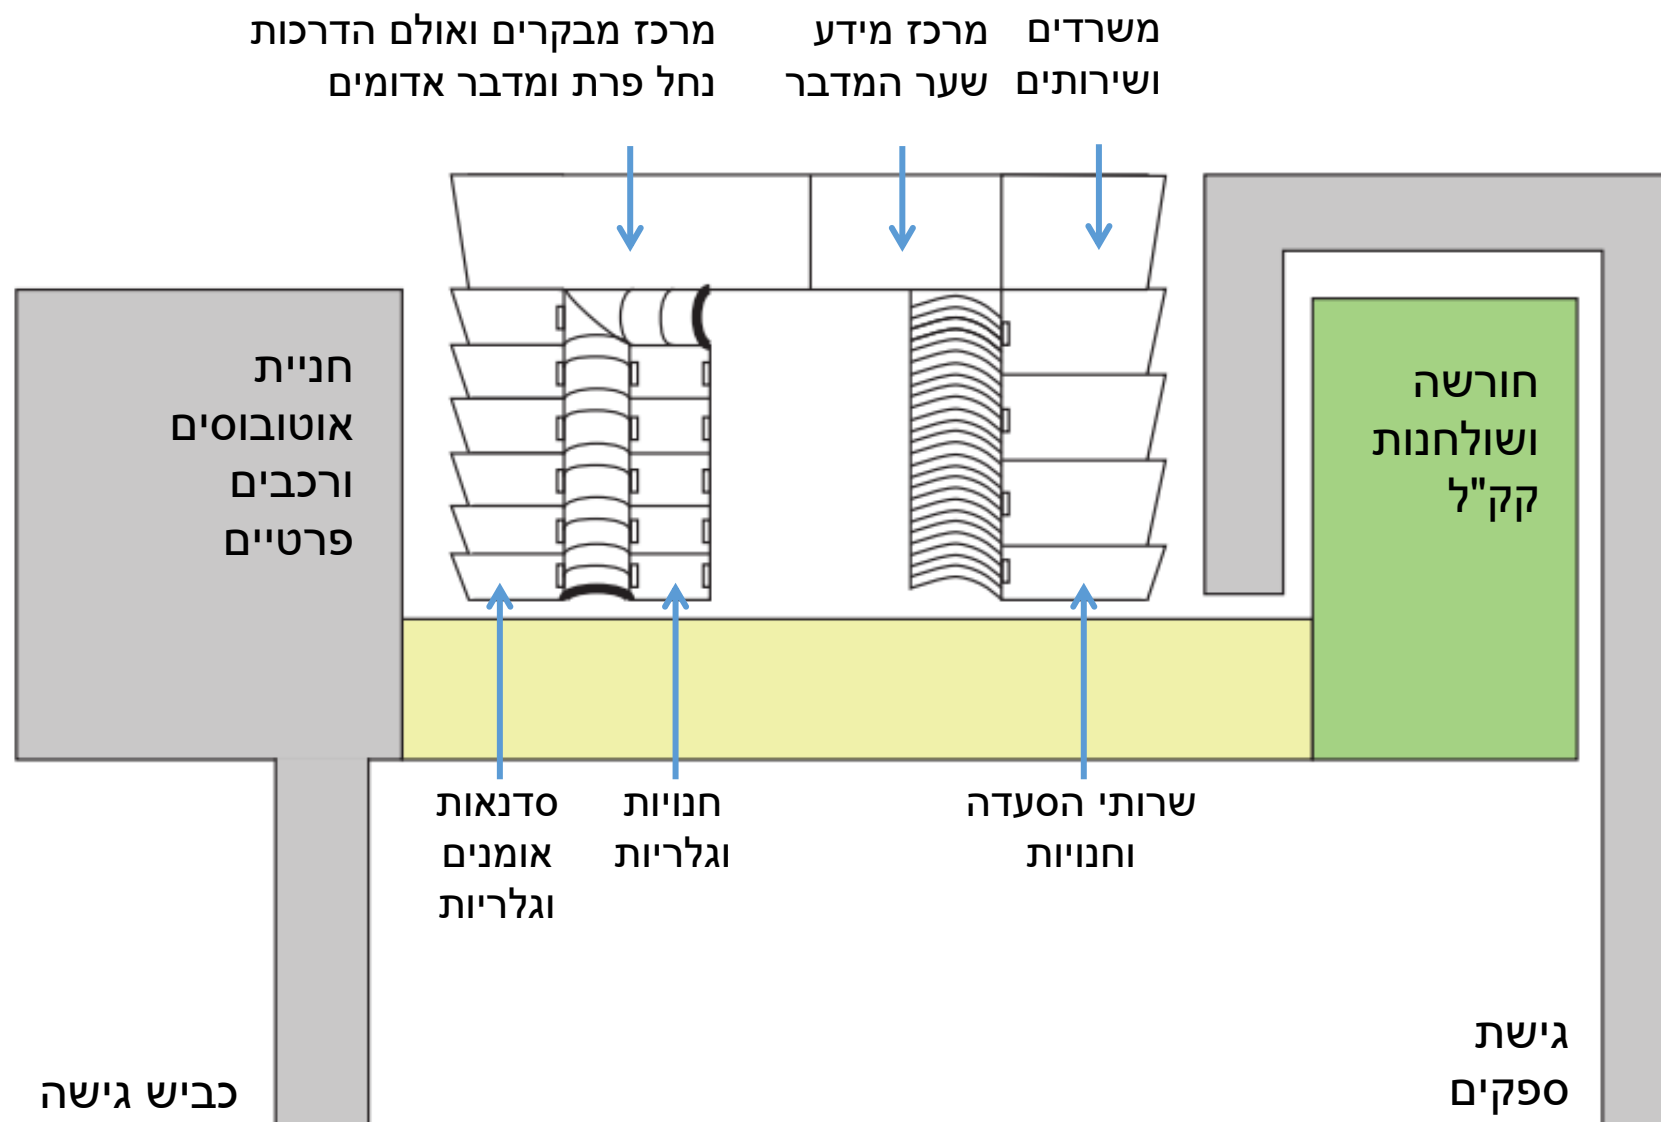 משרדים
ושירותים
מרכז מידע
שער המדבר
מרכז מבקרים ואולם הדרכות
נחל פרת ומדבר אדומים
חורשה
ושולחנות
קק"ל
חניית
אוטובוסים
ורכבים
פרטיים
שרותי הסעדה
וחנויות
חנויות
וגלריות
סדנאות
אומנים
וגלריות
גישת
ספקים
כביש גישה